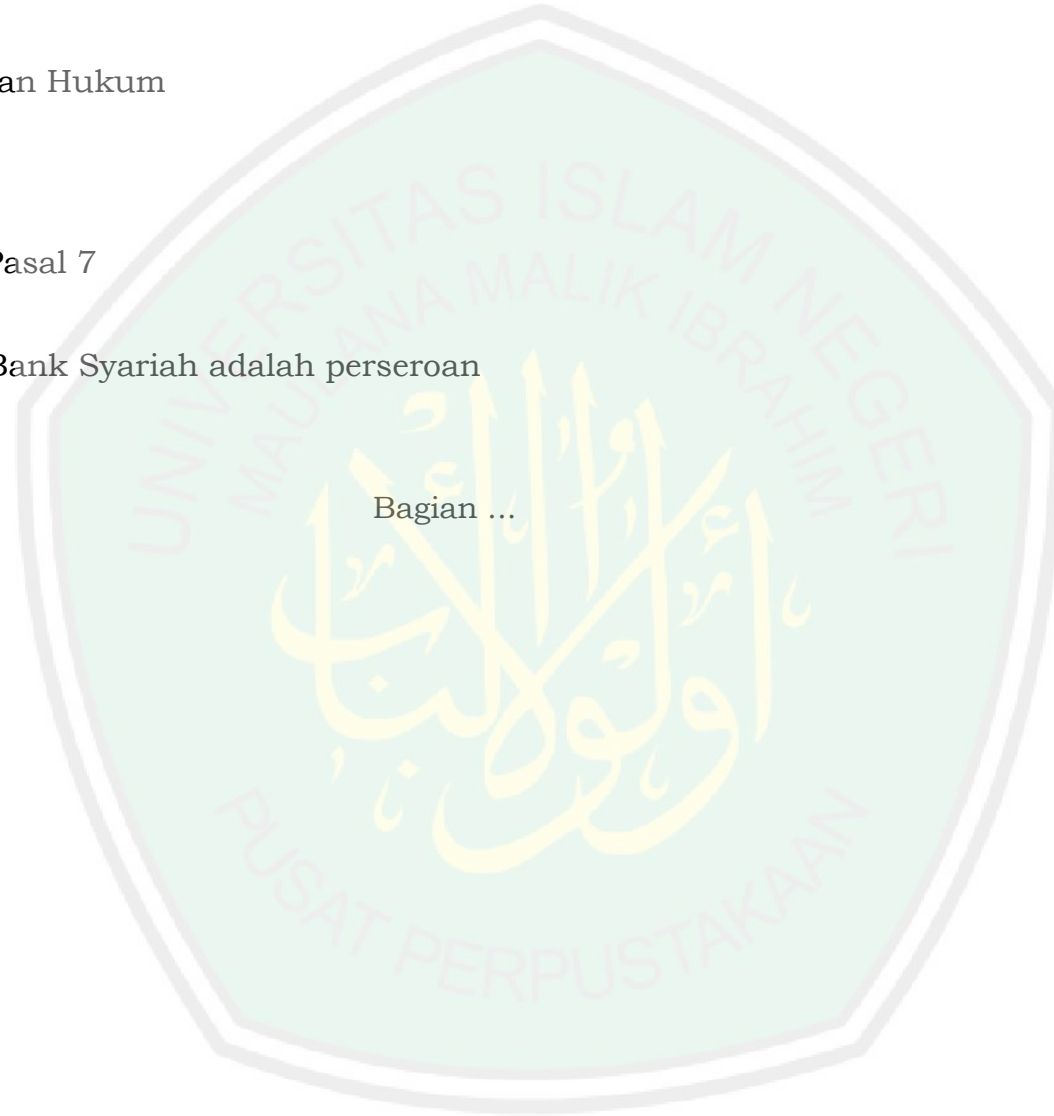 an Hukum
Pasal 7
Bank Syariah adalah perseroan
Bagian ...
UNIVERSITAS ISLAM NEGERI
MAULANA MALIK IBRAHIM
أولوا الألباب
PUSAT PERPUSTAKAAN